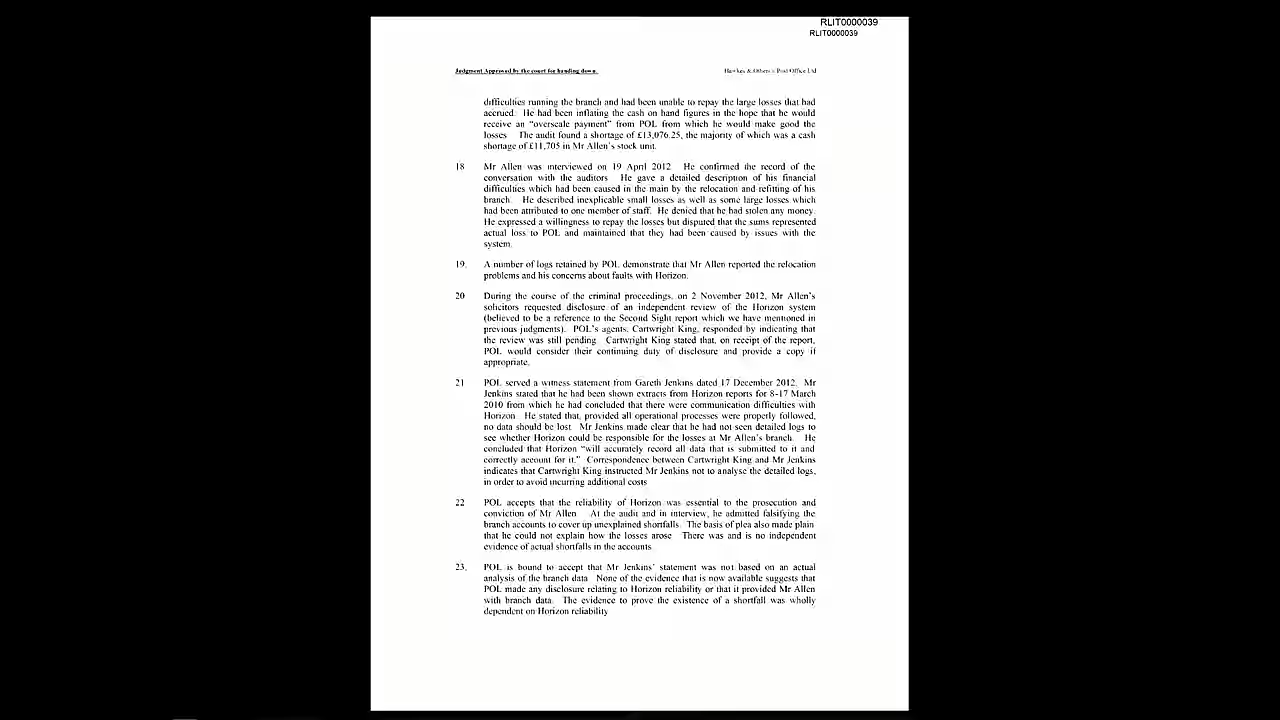 RLIT0000039
RLIT0000039
Judgment Approved by the court for handing down.
Hawkes & Others v Post Office Ltd
difficulties running the branch and had been unable to repay the large losses that had
accrued. He had been inflating the cash on hand figures in the hope that he would
receive an “overscale payment” from POL from which he would make good the
losses The audit found a shortage of £13,076.25, the majority of which was a cash
shortage of £11,705 in Mr Allen’s stock unit.
18 Mr Allen was interviewed on 19 April 2012 He confirmed the record of the
conversation with the auditors He gave a detailed description of his financial
difficulties which had been caused in the main by the relocation and refitting of his
branch. He described inexplicable small losses as well as some large losses which
had been attributed to one member of staff. He denied that he had stolen any money.
He expressed a willingness to repay the losses but disputed that the sums represented
actual loss to POL and maintained that they had been caused by issues with the
system.
19. A number of logs retained by POL demonstrate that Mr Allen reported the relocation
problems and his concerns about faults with Horizon.
20 During the course of the criminal proceedings, on 2 November 2012, Mr Allen’s
solicitors requested disclosure of an independent review of the Horizon system
(believed to be a reference to the Second Sight report which we have mentioned in
previous judgments). POL’s agents, Cartwright King, responded by indicating that
the review was still pending Cartwright King stated that, on receipt of the report,
POL would consider their continuing duty of disclosure and provide a copy if
appropriate.
21 POL served a witness statement from Gareth Jenkins dated 17 December 2012. Mr
Jenkins stated that he had been shown extracts from Horizon reports for 8-17 March
2010 from which he had concluded that there were communication difficulties with
Horizon He stated that, provided all operational processes were properly followed,
no data should be lost Mr Jenkins made clear that he had not seen detailed logs to
see whether Horizon could be responsible for the losses at Mr Allen’s branch. He
concluded that Horizon “will accurately record all data that is submitted to it and
correctly account for it.” Correspondence between Cartwright King and Mr Jenkins
indicates that Cartwright King instructed Mr Jenkins not to analyse the detailed logs,
in order to avoid incurring additional costs
22 POL accepts that the reliability of Horizon was essential to the prosecution and
conviction of Mr Allen At the audit and in interview, he admitted falsifying the
branch accounts to cover up unexplained shortfalls. The basis of plea also made plain
that he could not explain how the losses arose There was and is no independent
evidence of actual shortfalls in the accounts
23. POL is bound to accept that Mr Jenkins’ statement was not based on an actual
analysis of the branch data None of the evidence that is now available suggests that
POL made any disclosure relating to Horizon reliability or that it provided Mr Allen
with branch data. The evidence to prove the existence of a shortfall was wholly
dependent on Horizon reliability